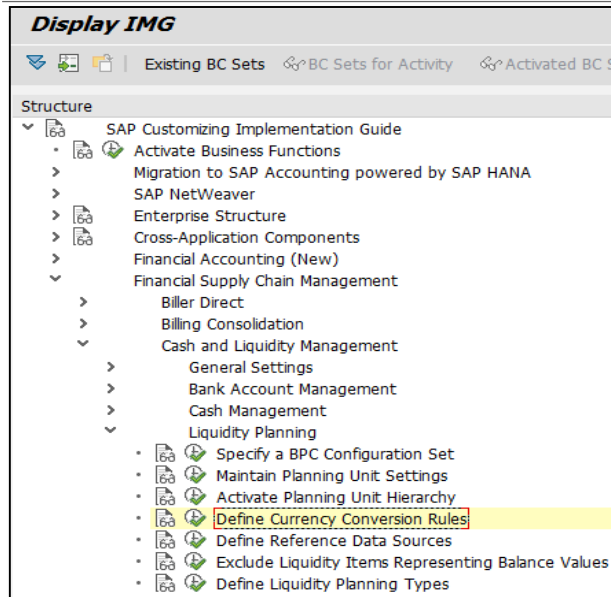 Display IMG
Existing BC Sets BC Sets for Activity Activated BC S
Structure
SAP Customizing Implementation Guide
Activate Business Functions
Migration to SAP Accounting powered by SAP HANA
SAP NetWeaver
Enterprise Structure
Cross-Application Components
Financial Accounting (New)
Financial Supply Chain Management
Biller Direct
Billing Consolidation
Cash and Liquidity Management
General Settings
Bank Account Management
Cash Management
Liquidity Planning
Specify a BPC Configuration Set
Maintain Planning Unit Settings
Activate Planning Unit Hierarchy
Define Currency Conversion Rules
Define Reference Data Sources
Exclude Liquidity Items Representing Balance Values
Define Liquidity Planning Types